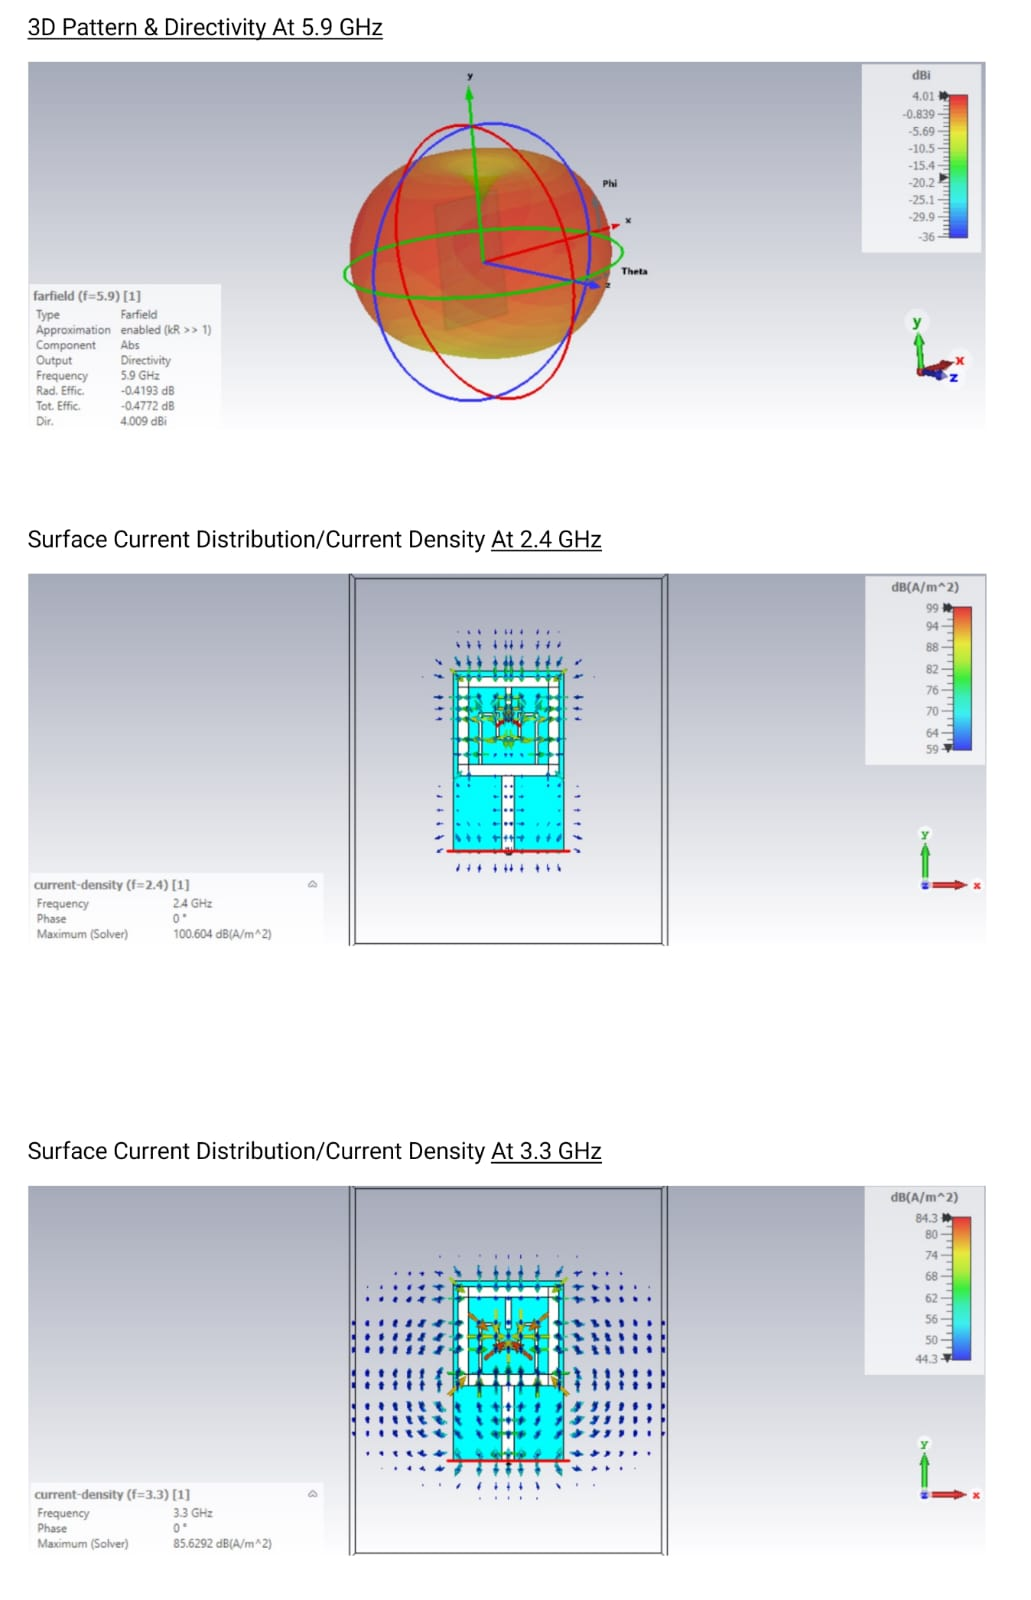 3D Pattern & Directivity At 5.9 GHz
y
Phi
x
Theta
z
dBi
4.01
-0.839
-5.69
-10.5
-15.4
-20.2
-25.1
-29.9
-36
farfield (f=5.9) [1]
Type Farfield
Approximation enabled (kR >> 1)
Component Abs
Output Directivity
Frequency 5.9 GHz
Rad. Effic. -0.4193 dB
Tot. Effic. -0.4772 dB
Dir. 4.009 dBi
y
x
z
Surface Current Distribution/Current Density At 2.4 GHz
dB(A/m^2)
99
94
88
82
76
70
64
59
y
x
current-density (f=2.4) [1]
Frequency 2.4 GHz
Phase 0°
Maximum (Solver) 100.604 dB(A/m^2)
Surface Current Distribution/Current Density At 3.3 GHz
dB(A/m^2)
84.3
80
74
68
62
56
50
44.3
y
x
current-density (f=3.3) [1]
Frequency 3.3 GHz
Phase 0°
Maximum (Solver) 85.6292 dB(A/m^2)